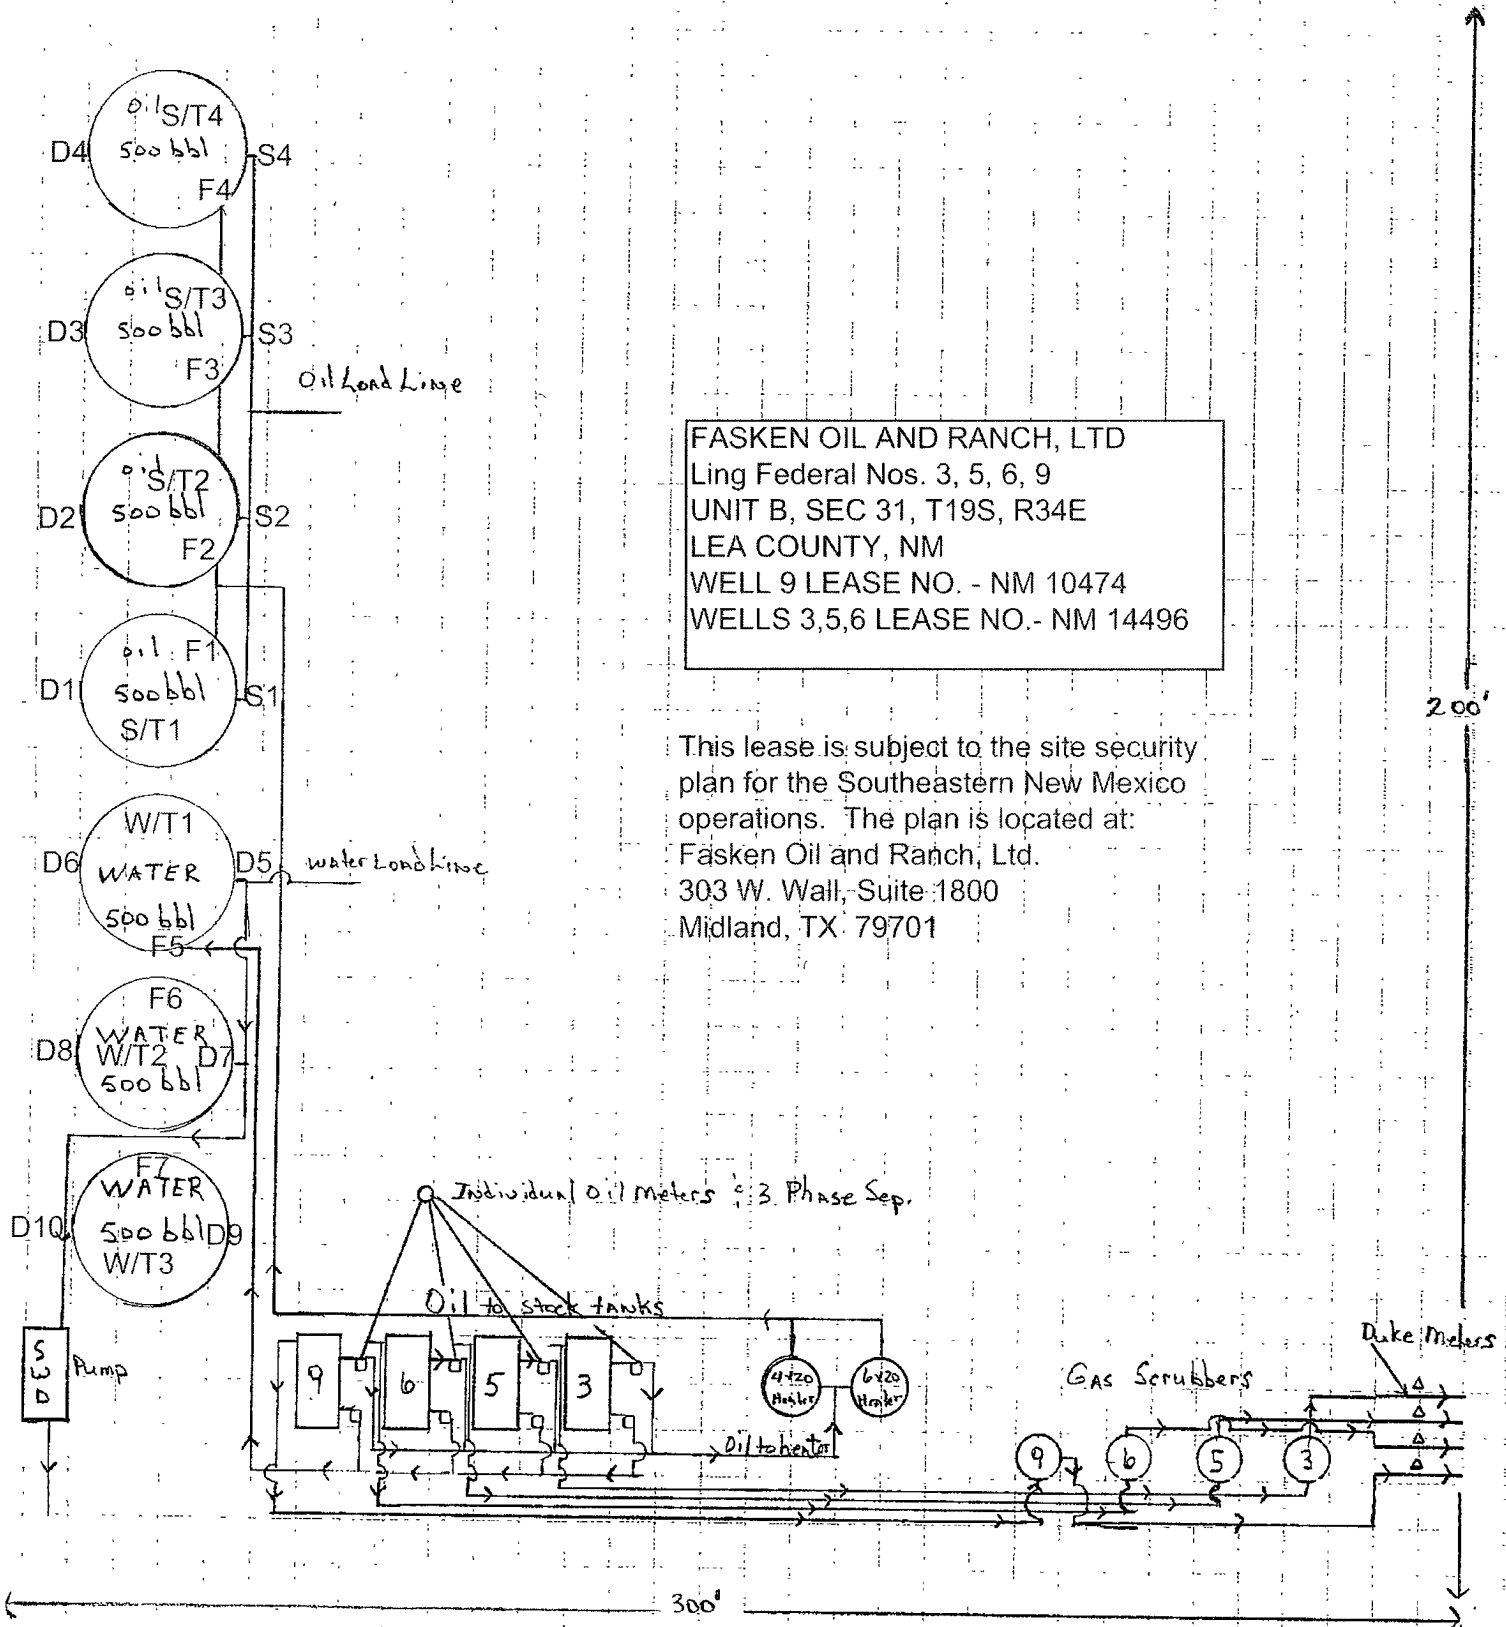 oil S/T4
D4 500 bbl S4
F4
oil S/T3
D3 500 bbl S3
F3
Oil Load Line
oil S/T2
D2 500 bbl S2
F2
oil F1
D1 500 bbl S1
S/T1
FASKEN OIL AND RANCH, LTD
Ling Federal Nos. 3, 5, 6, 9
UNIT B, SEC 31, T19S, R34E
LEA COUNTY, NM
WELL 9 LEASE NO. - NM 10474
WELLS 3,5,6 LEASE NO.- NM 14496
200'
This lease is subject to the site security
plan for the Southeastern New Mexico
operations. The plan is located at:
Fasken Oil and Ranch, Ltd.
303 W. Wall, Suite 1800
Midland, TX 79701
W/T1
D6 D5 water Load Line
WATER
500 bbl
F5
F6
WATER
D8 W/T2 D7
500 bbl
F7
WATER
D10 500 bbl D9
W/T3
Individual Oil Meters & 3 Phase Sep.
Oil to stock tanks
SWD Pump
9 6 5 3
4x20 Heater
6x20 Heater
Oil to heater
Gas Scrubbers
Duke Meters
9 6 5 3
300'